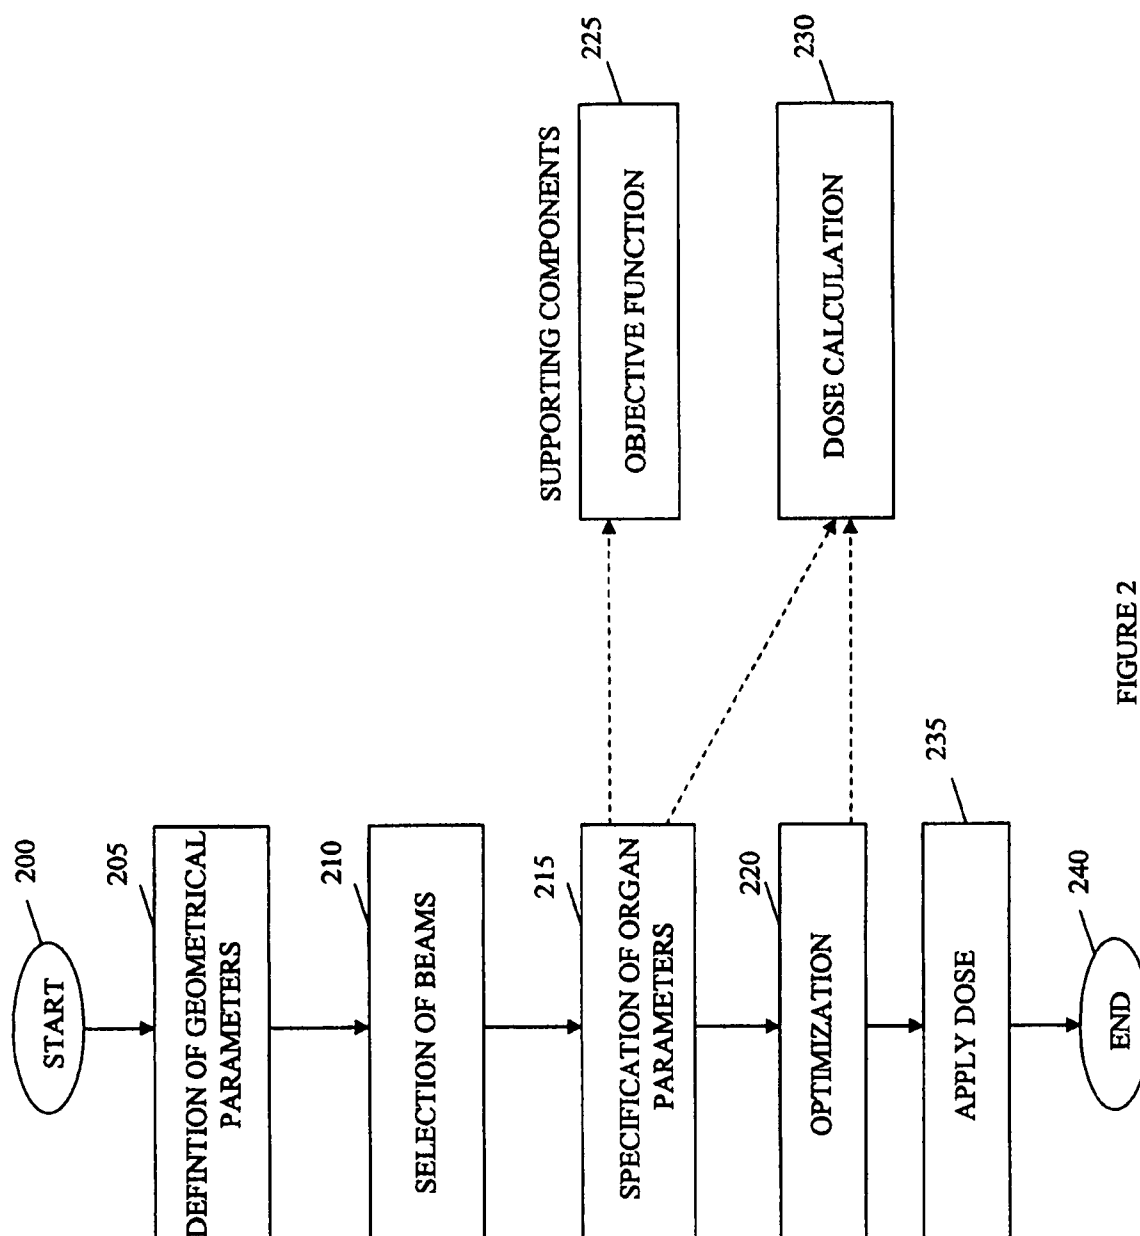 START
200
DEFINTION OF GEOMETRICAL
PARAMETERS
205
SELECTION OF BEAMS
210
SPECIFICATION OF ORGAN
PARAMETERS
215
OPTIMIZATION
220
APPLY DOSE
235
END
240
SUPPORTING COMPONENTS
OBJECTIVE FUNCTION
225
DOSE CALCULATION
230
FIGURE 2